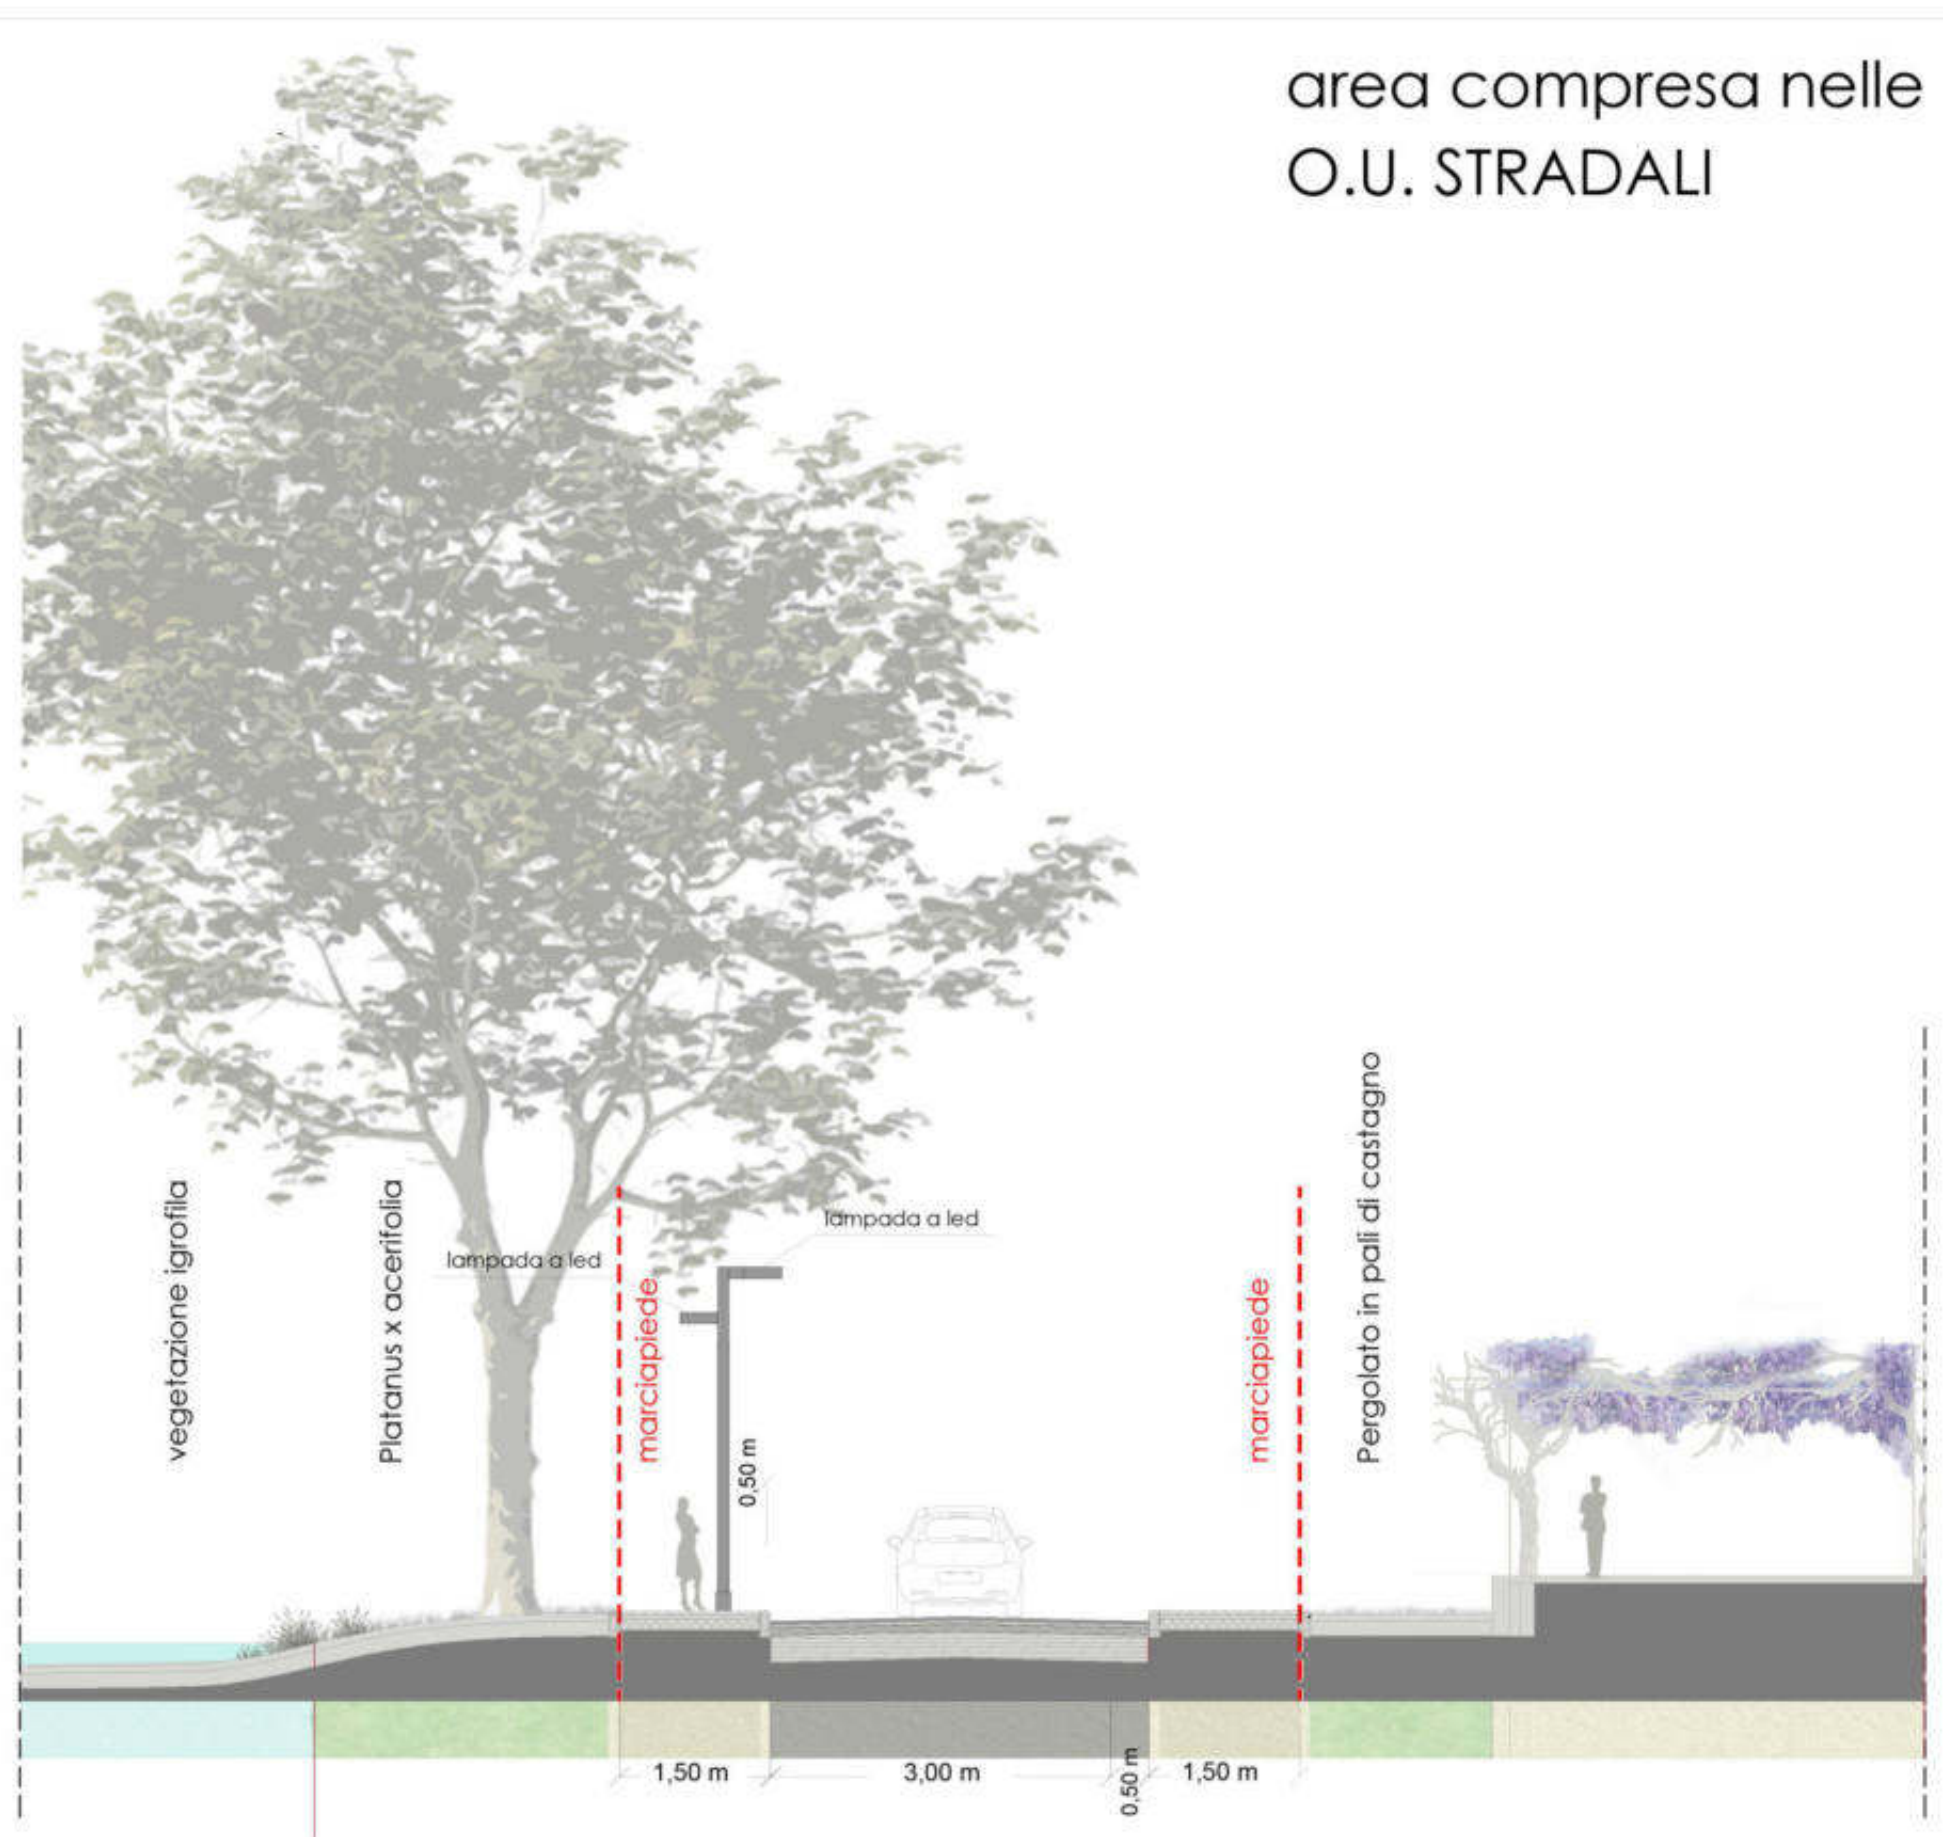 area compresa nelle
O.U. STRADALI
vegetazione igrofila
Platanus x acerifolia
lampada a led
marciapiede
lampada a led
0,50 m
marciapiede
Pergolato in pali di castagno
1,50 m
3,00 m
0,50 m
1,50 m